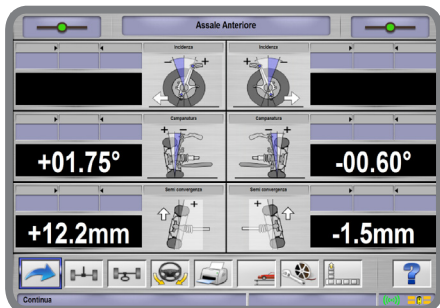 Assale Anteriore
Incidenza
Incidenza
Campanatura
Campanatura
+01.75°
-00.60°
Semi convergenza
Semi convergenza
+12.2mm
-1.5mm
Continua